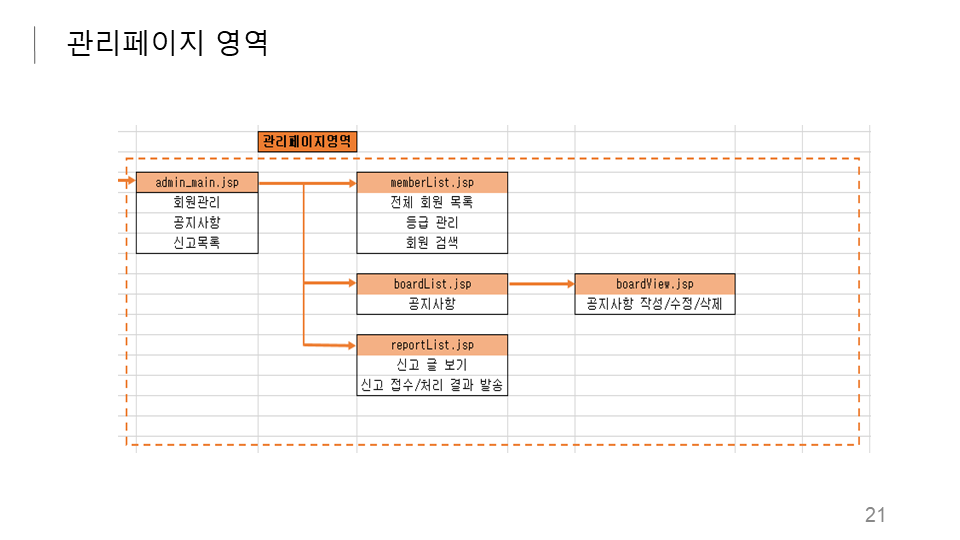 관리페이지 영역
관리페이지영역
admin_main.jsp
회원관리
공지사항
신고목록
memberList.jsp
전체 회원 목록
등급 관리
회원 검색
boardList.jsp
공지사항
boardView.jsp
공지사항 작성/수정/삭제
reportList.jsp
신고 글 보기
신고 접수/처리 결과 발송
21